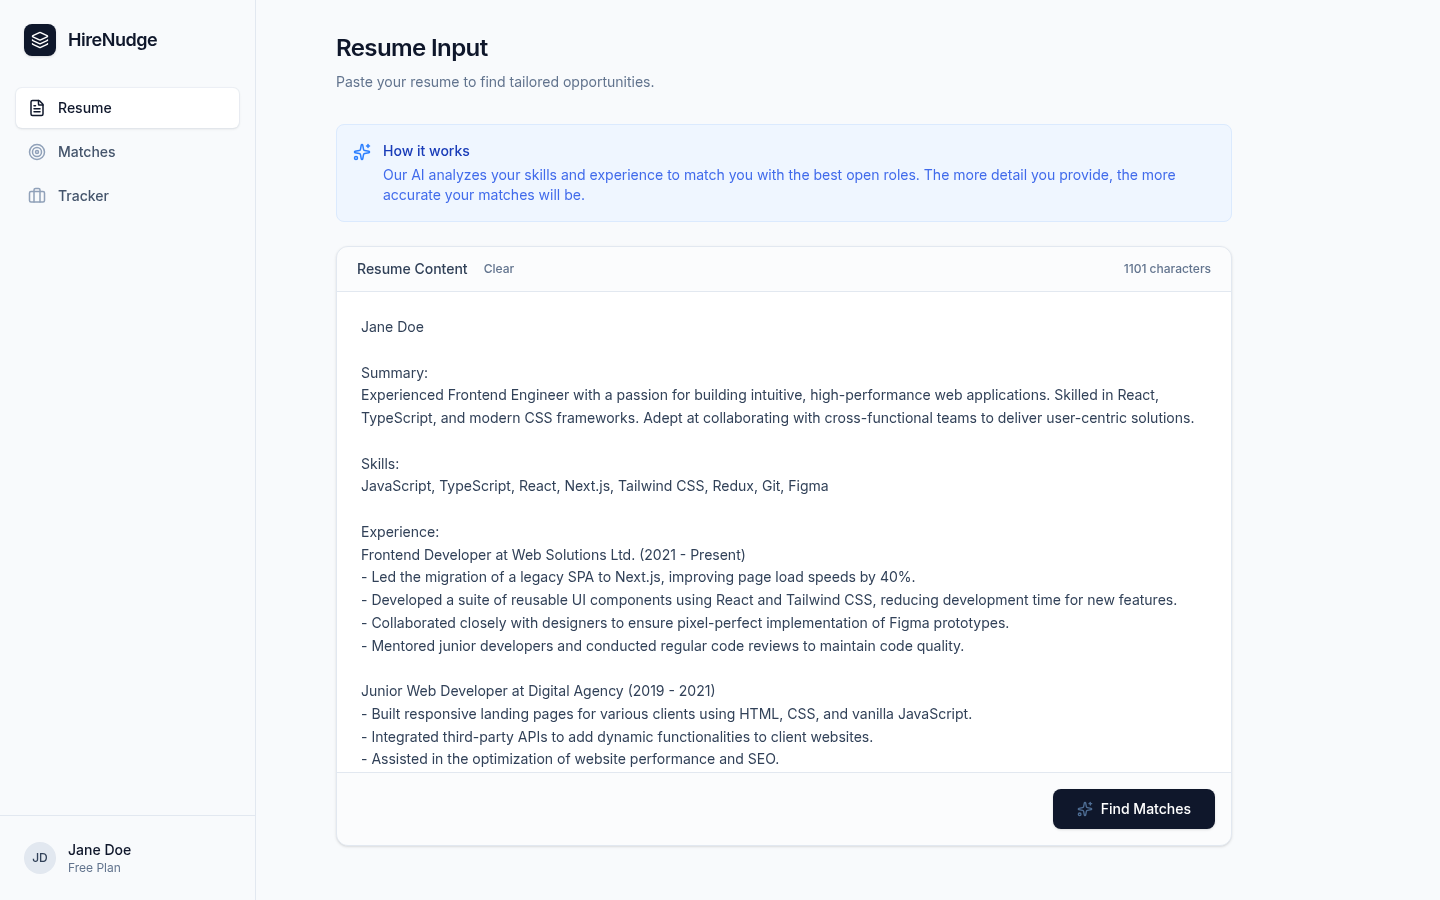 HireNudge
Resume
Matches
Tracker
Jane Doe
Free Plan
JD
Resume Input
Paste your resume to find tailored opportunities.
How it works
Our AI analyzes your skills and experience to match you with the best open roles. The more detail you provide, the more
accurate your matches will be.
Resume Content
Clear
1101 characters
Jane Doe
Summary:
Experienced Frontend Engineer with a passion for building intuitive, high-performance web applications. Skilled in React,
TypeScript, and modern CSS frameworks. Adept at collaborating with cross-functional teams to deliver user-centric solutions.
Skills:
JavaScript, TypeScript, React, Next.js, Tailwind CSS, Redux, Git, Figma
Experience:
Frontend Developer at Web Solutions Ltd. (2021 - Present)
- Led the migration of a legacy SPA to Next.js, improving page load speeds by 40%.
- Developed a suite of reusable UI components using React and Tailwind CSS, reducing development time for new features.
- Collaborated closely with designers to ensure pixel-perfect implementation of Figma prototypes.
- Mentored junior developers and conducted regular code reviews to maintain code quality.
Junior Web Developer at Digital Agency (2019 - 2021)
- Built responsive landing pages for various clients using HTML, CSS, and vanilla JavaScript.
- Integrated third-party APIs to add dynamic functionalities to client websites.
- Assisted in the optimization of website performance and SEO.
Find Matches